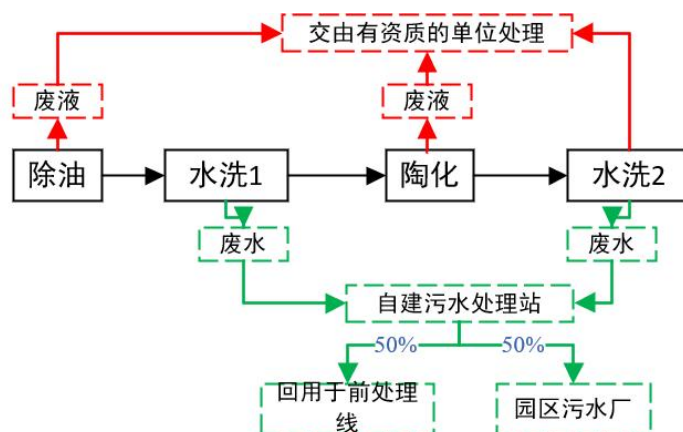 交由有资质的单位处理
废液
废液
除油
水洗1
陶化
水洗2
废水
废水
自建污水处理站
50%
50%
回用于前处理
线
园区污水厂